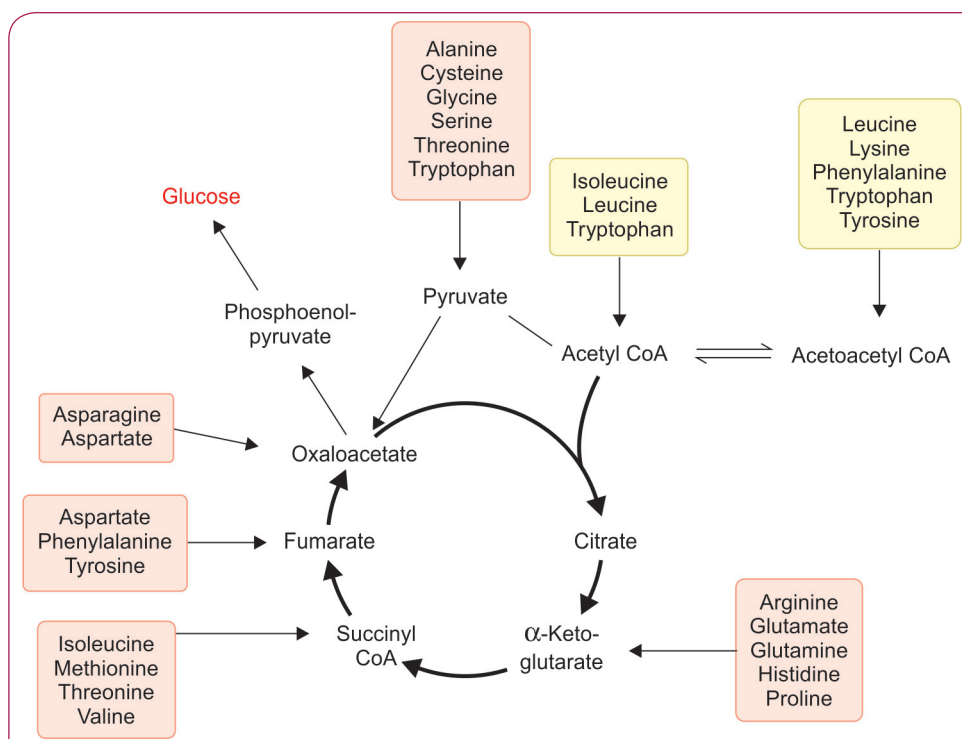 Alanine
Cysteine
Glycine
Serine
Threonine
Tryptophan
Isoleucine
Leucine
Tryptophan
Leucine
Lysine
Phenylalanine
Tryptophan
Tyrosine
Glucose
Phosphoenol-
pyruvate
Pyruvate
Acetyl CoA
Acetoacetyl CoA
Asparagine
Aspartate
Oxaloacetate
Aspartate
Phenylalanine
Tyrosine
Fumarate
Citrate
Isoleucine
Methionine
Threonine
Valine
Succinyl
CoA
α-Keto-
glutarate
Arginine
Glutamate
Glutamine
Histidine
Proline